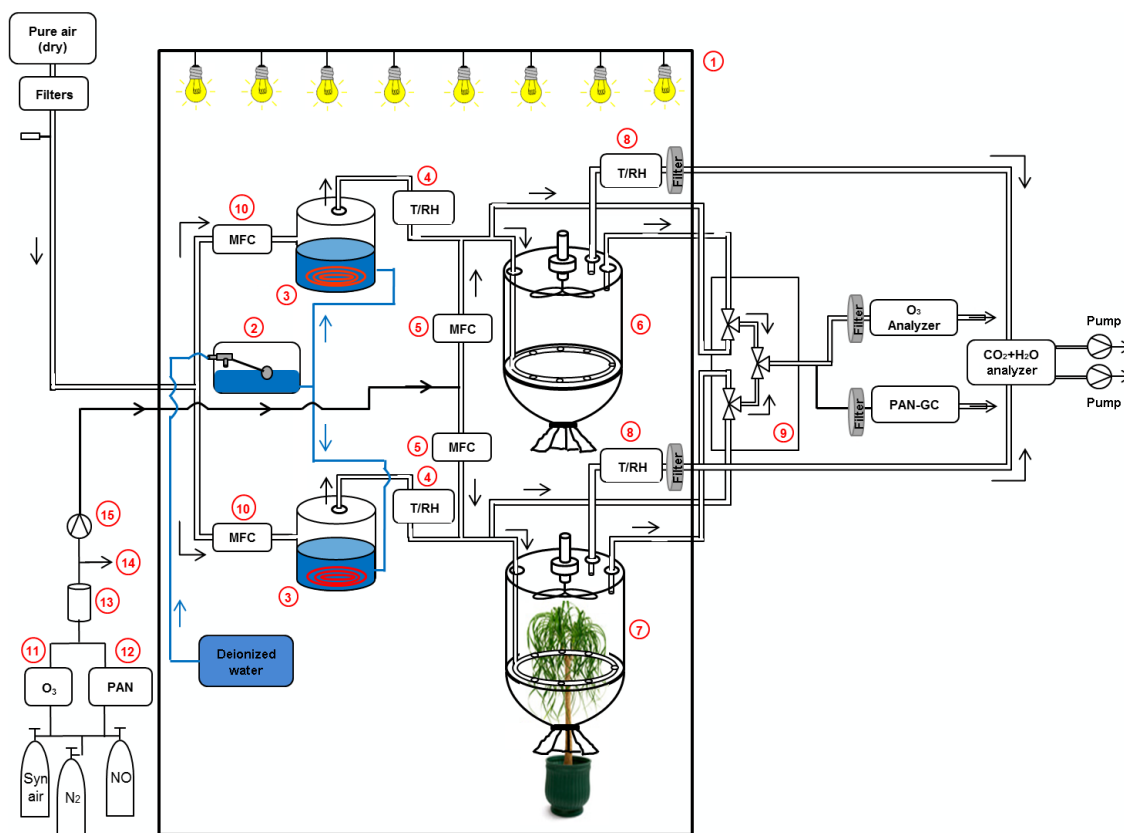 Pure air
(dry)
Filters
1
8
T/RH
Filter
4
T/RH
10
MFC
3
2
5
MFC
6
Filter
O₃
Analyzer
Pump
CO₂+H₂O
analyzer
Pump
Filter
PAN-GC
9
5
MFC
8
T/RH
Filter
4
T/RH
10
MFC
3
15
14
13
11
12
O₃
PAN
Deionized
water
7
Syn
air
N₂
NO